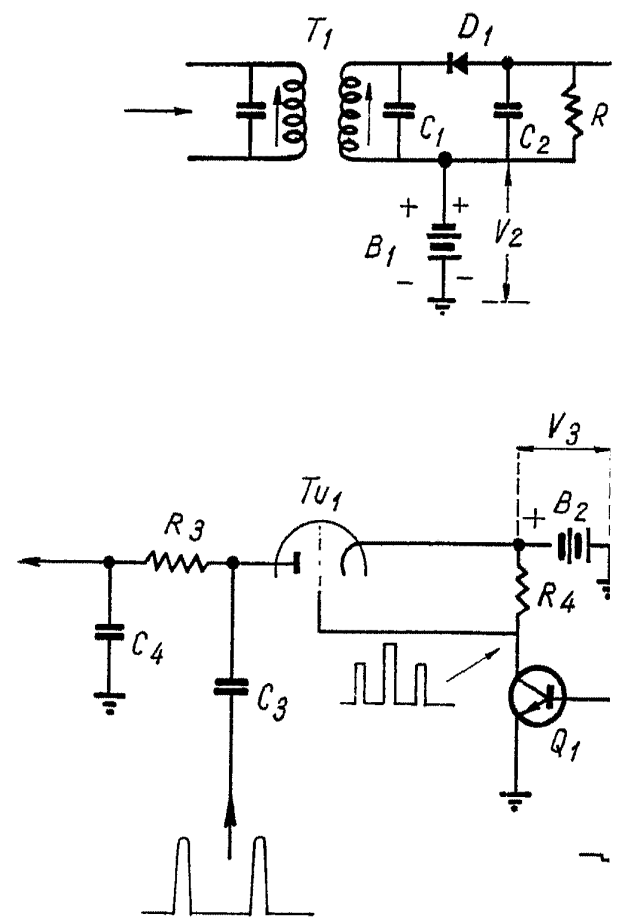 T1
D1
C1
C2
R
+ +
B1
V2
- -
V3
Tu1
R3
+
B2
R4
C4
C3
Q1